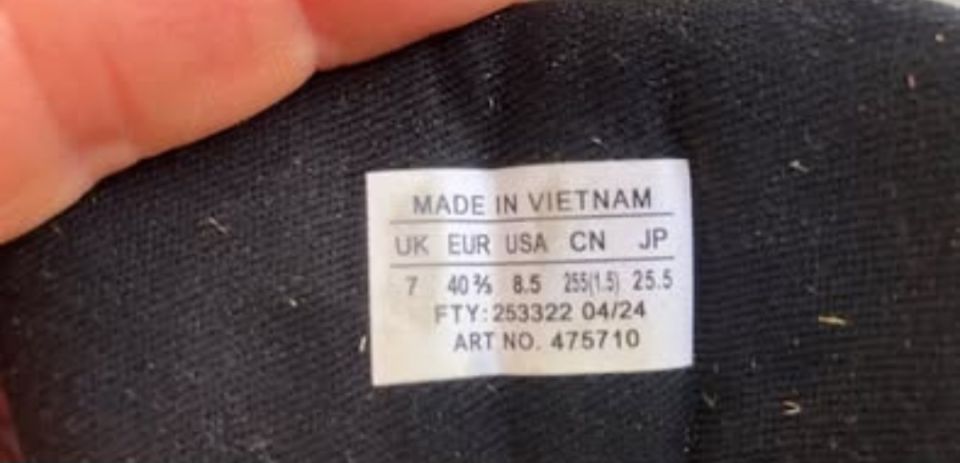 MADE IN VIETNAM
UK EUR USA CN JP
7 40⅔ 8.5 255(1.5) 25.5
FTY: 253322 04/24
ART NO. 475710